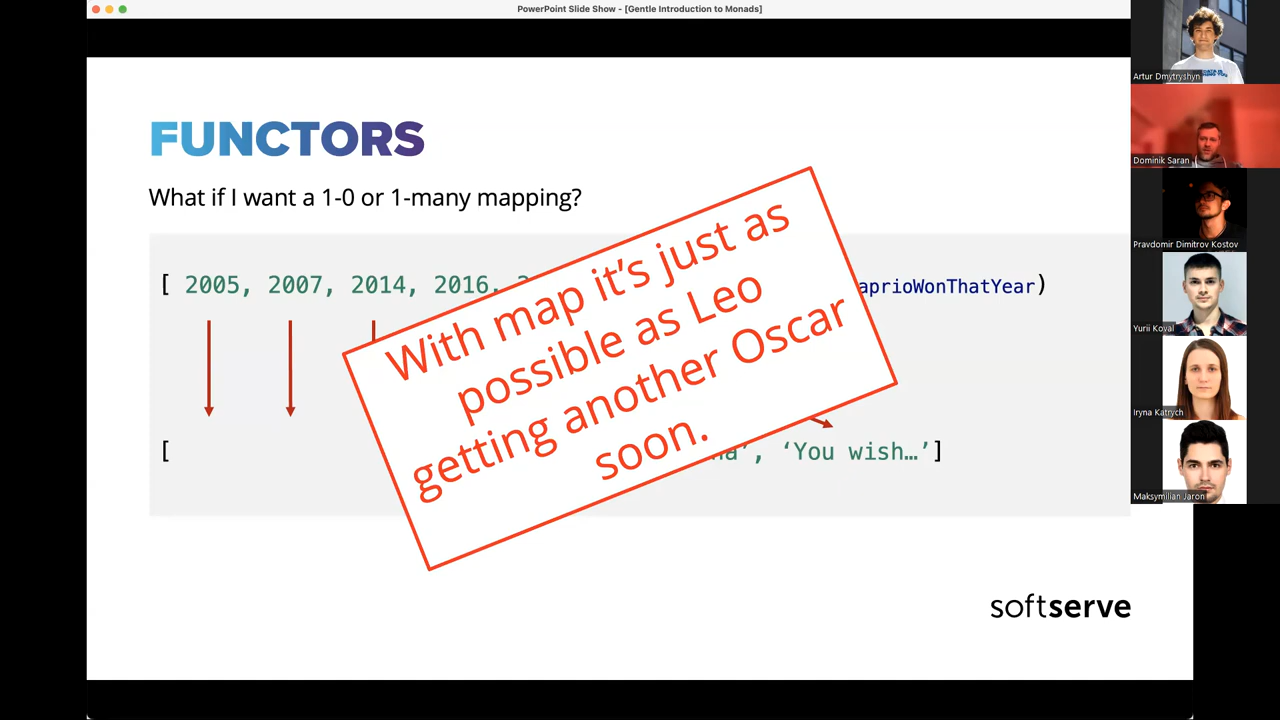 PowerPoint Slide Show - [Gentle Introduction to Monads]
FUNCTORS
What if I want a 1-0 or 1-many mapping?
[ 2005, 2007, 2014, 2016,
aprioWonThatYear)
With map it’s just as
possible as Leo
getting another Oscar
soon.
[
’, ‘You wish…’]
softserve
Artur Dmytryshyn
Dominik Saran
Pravdomir Dimitrov Kostov
Yurii Koval
Iryna Katrych
Maksymilian Jaroń